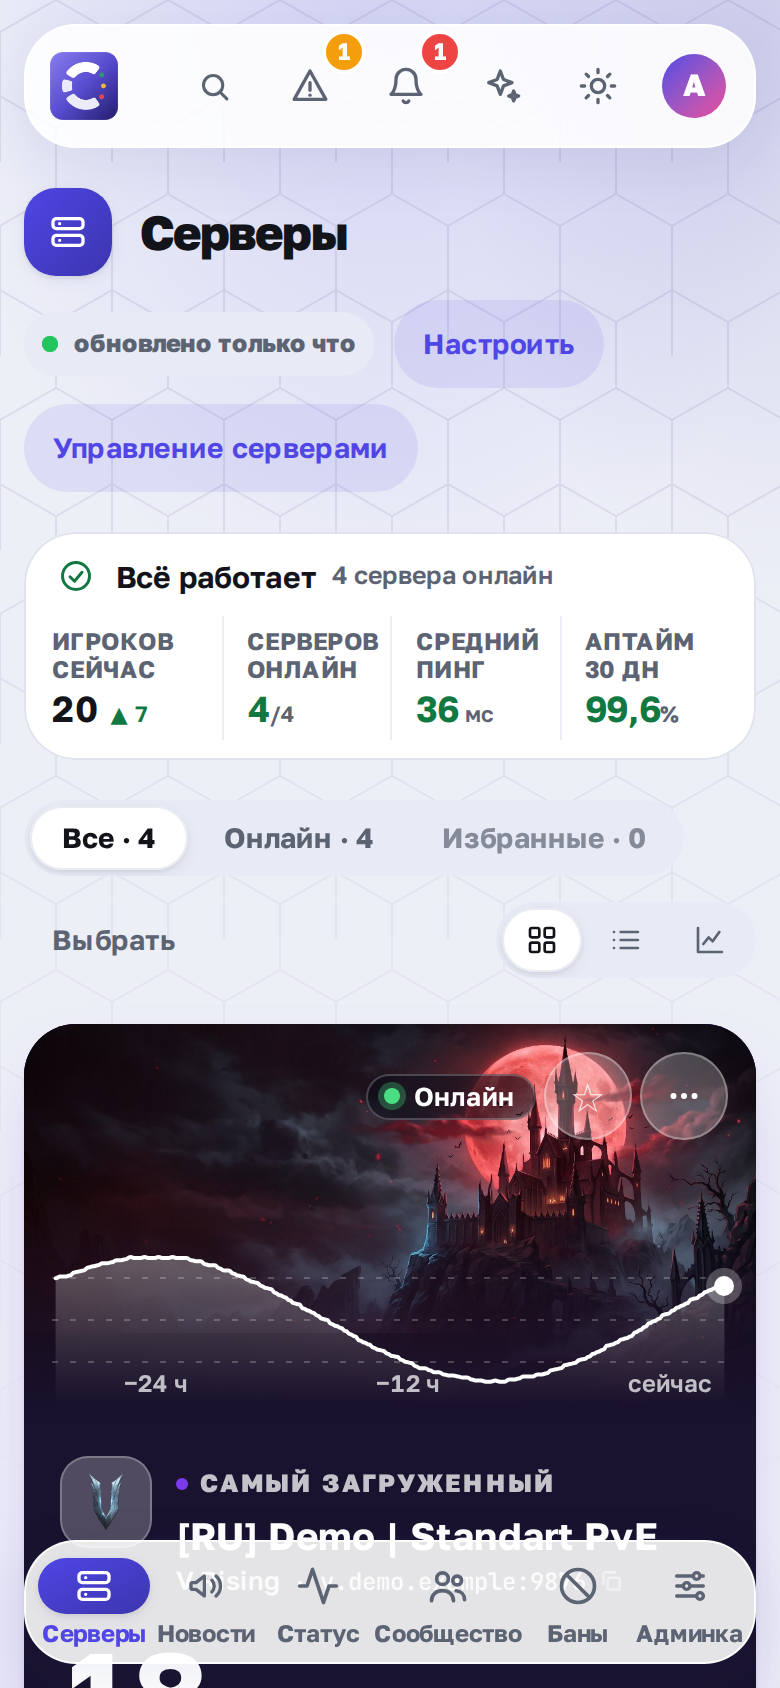 1
1
A
Серверы
обновлено только что
Настроить
Управление серверами
Всё работает 4 сервера онлайн
ИГРОКОВ СЕЙЧАС
20 ▲ 7
СЕРВЕРОВ ОНЛАЙН
4/4
СРЕДНИЙ ПИНГ
36 мс
АПТАЙМ 30 ДН
99,6%
Все · 4
Онлайн · 4
Избранные · 0
Выбрать
Онлайн
−24 ч
−12 ч
сейчас
САМЫЙ ЗАГРУЖЕННЫЙ
[RU] Demo | Standart PvE
Серверы
Новости
Статус
Сообщество
Баны
Админка
18